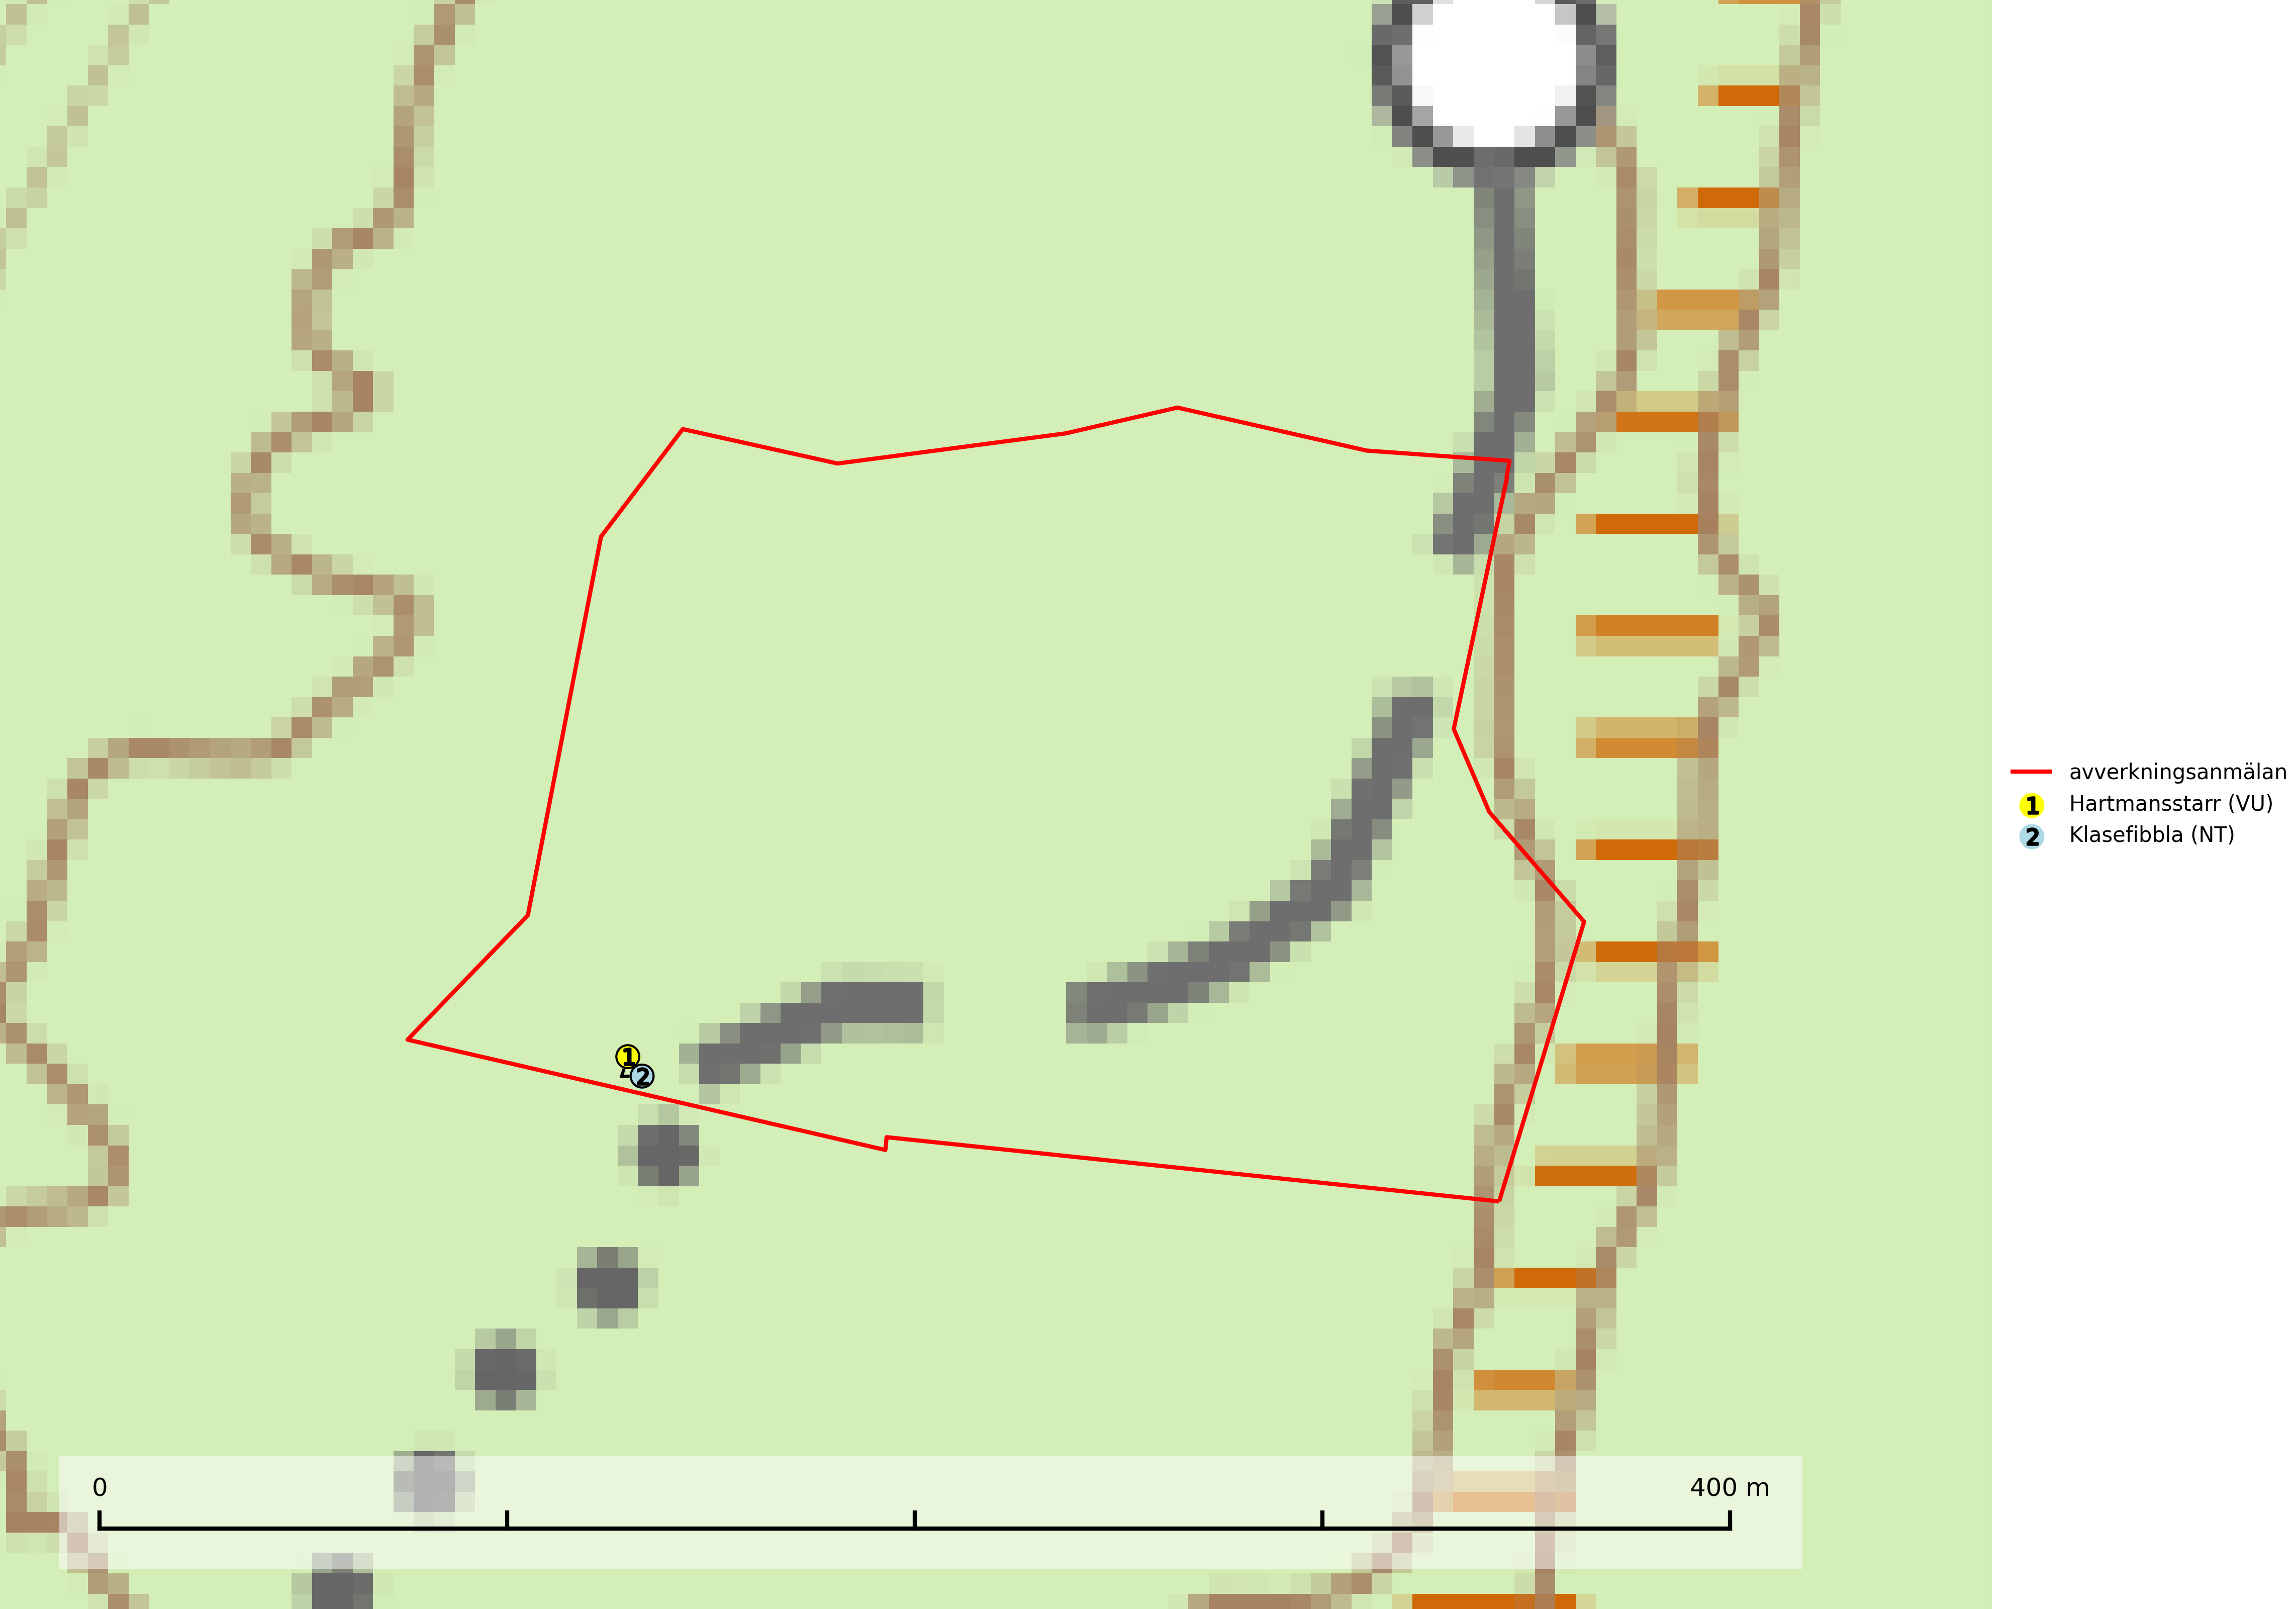 avverkningsanmälan
1 Hartmansstarr (VU)
2 Klasefibbla (NT)
1
2
0 400 m